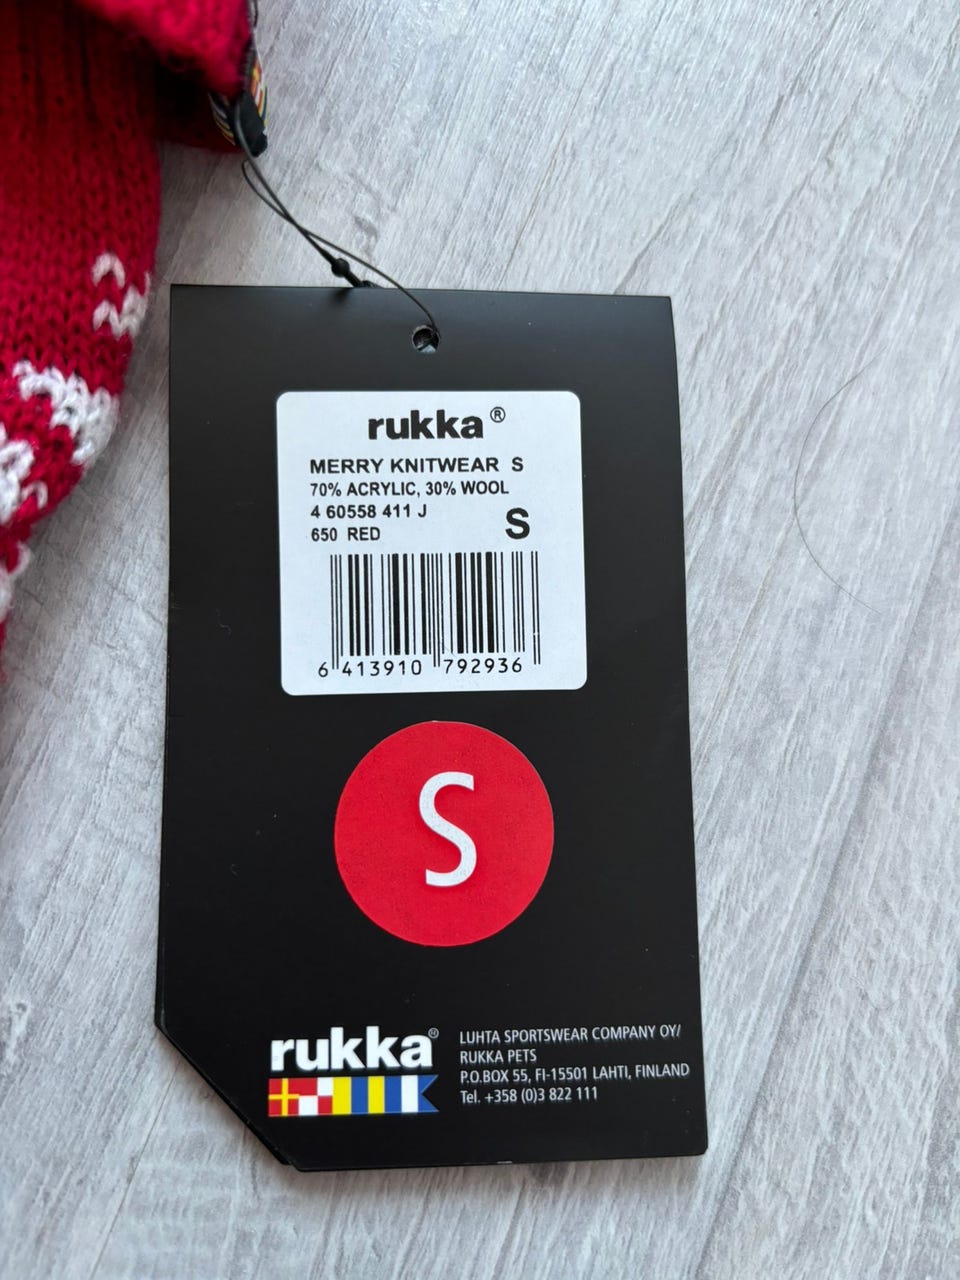 rukka®
MERRY KNITWEAR S
70% ACRYLIC, 30% WOOL
4 60558 411 J
650 RED
S
6 413910 792936
S
rukka®
LUHTA SPORTSWEAR COMPANY OY/
RUKKA PETS
P.O.BOX 55, FI-15501 LAHTI, FINLAND
Tel. +358 (0)3 822 111